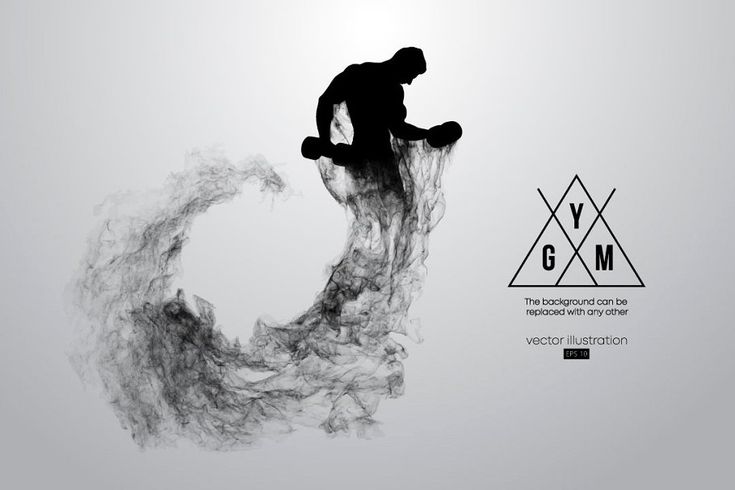 Y
G M
The background can be
replaced with any other
vector illustration
EPS 10